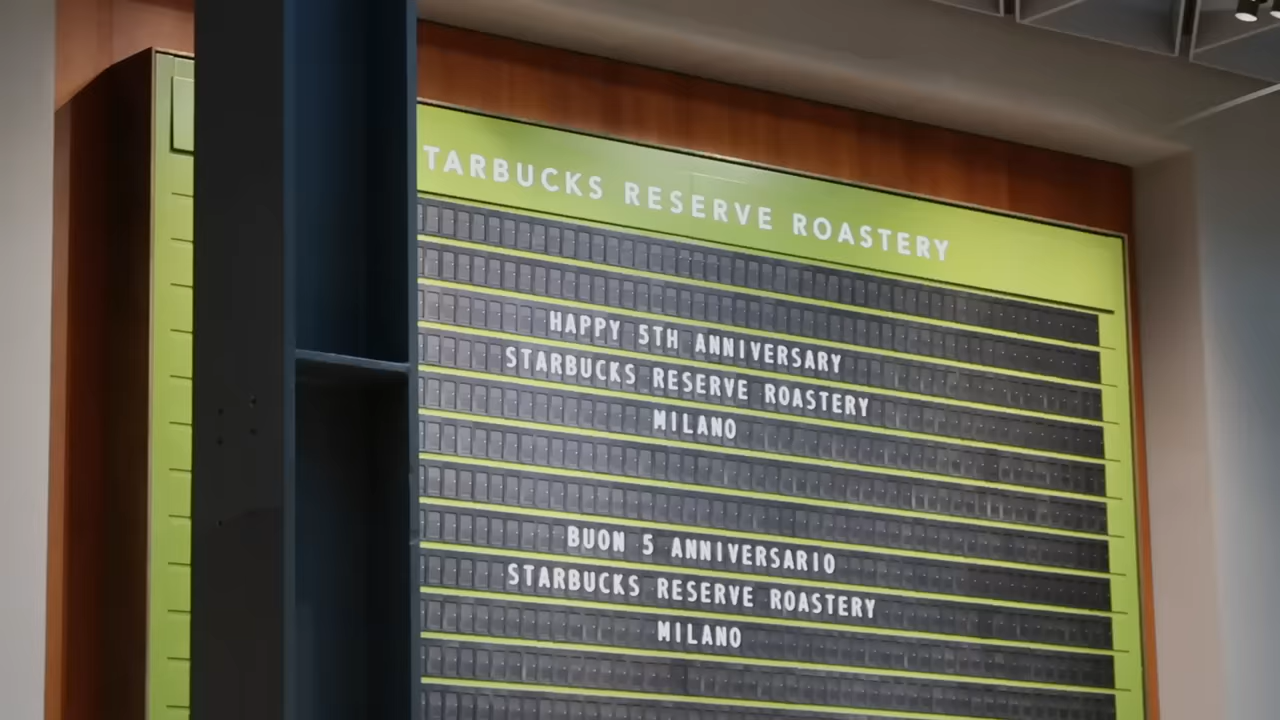 TARBUCKS RESERVE ROASTERY
HAPPY 5TH ANNIVERSARY
STARBUCKS RESERVE ROASTERY
MILANO
BUON 5 ANNIVERSARIO
STARBUCKS RESERVE ROASTERY
MILANO